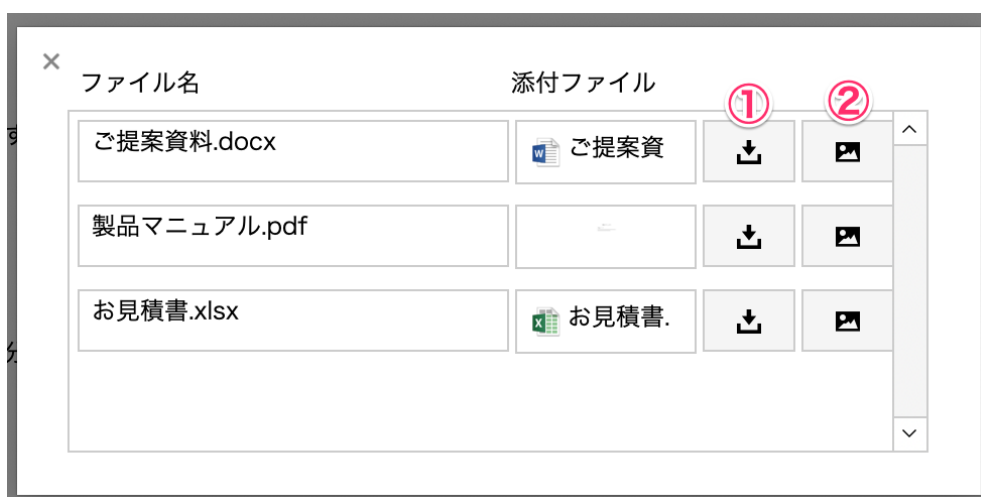 ファイル名 添付ファイル
① ②
ご提案資料.docx ご提案資
製品マニュアル.pdf
お見積書.xlsx お見積書.